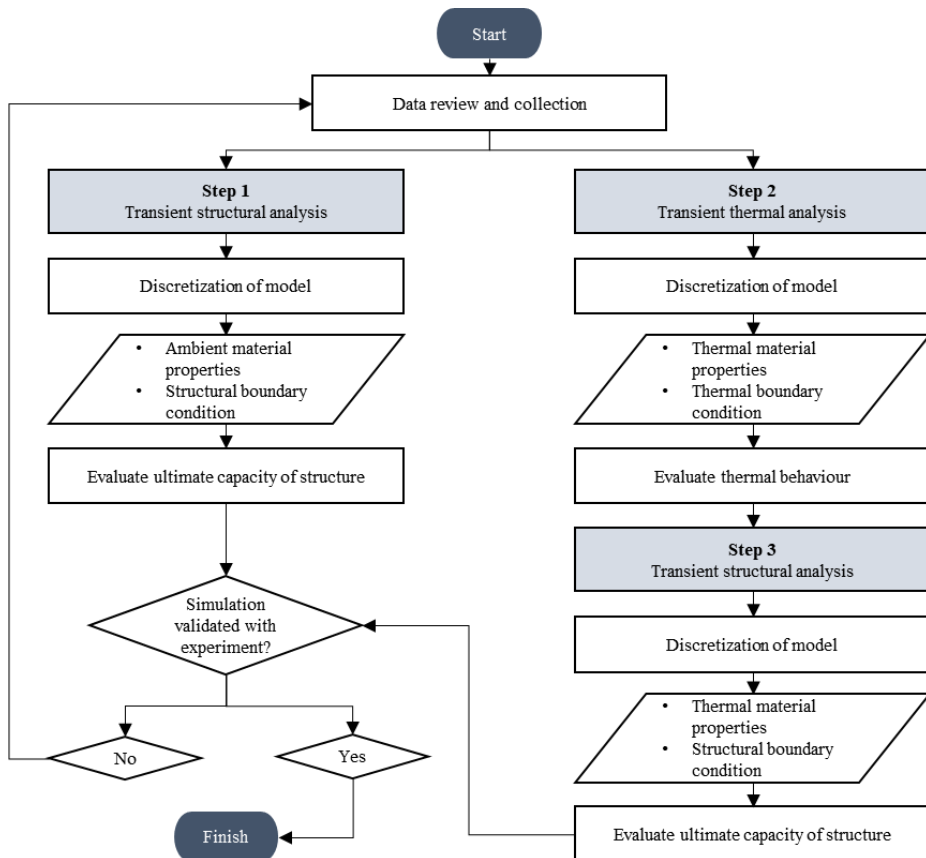 Start
Data review and collection
Step 1
Transient structural analysis
Discretization of model
• Ambient material
properties
• Structural boundary
condition
Evaluate ultimate capacity of structure
Simulation
validated with
experiment?
No
Yes
Finish
Step 2
Transient thermal analysis
Discretization of model
• Thermal material
properties
• Thermal boundary
condition
Evaluate thermal behaviour
Step 3
Transient structural analysis
Discretization of model
• Thermal material
properties
• Structural boundary
condition
Evaluate ultimate capacity of structure